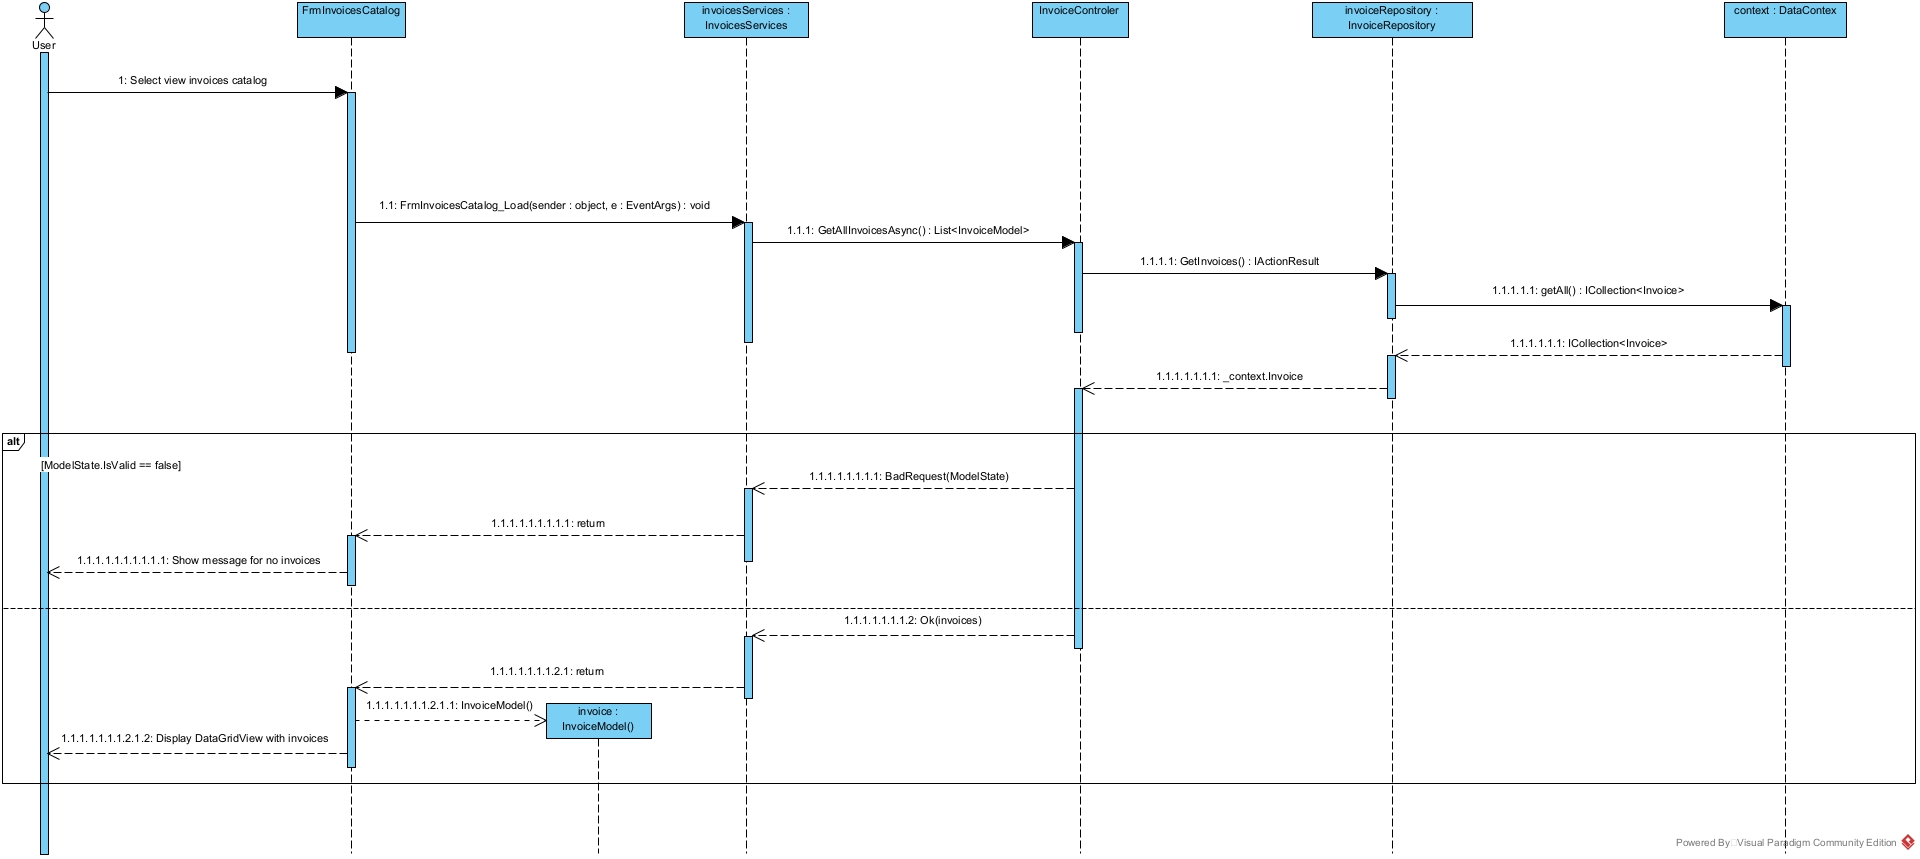 FrmInvoicesCatalog
invoicesServices :
InvoicesServices
InvoiceControler
invoiceRepository :
InvoiceRepository
context : DataContex
User
1: Select view invoices catalog
1.1: FrmInvoicesCatalog_Load(sender : object, e : EventArgs) : void
1.1.1: GetAllInvoicesAsync() : List<InvoiceModel>
1.1.1.1: GetInvoices() : IActionResult
1.1.1.1.1: getAll() : ICollection<Invoice>
1.1.1.1.1.1: ICollection<Invoice>
1.1.1.1.1.1.1: _context.Invoice
alt
[ModelState.IsValid == false]
1.1.1.1.1.1.1.1: BadRequest(ModelState)
1.1.1.1.1.1.1.1.1: return
1.1.1.1.1.1.1.1.1.1: Show message for no invoices
1.1.1.1.1.1.1.2: Ok(invoices)
1.1.1.1.1.1.1.2.1: return
1.1.1.1.1.1.1.2.1.1: InvoiceModel()
invoice :
InvoiceModel()
1.1.1.1.1.1.1.2.1.2: Display DataGridView with invoices
Powered By Visual Paradigm Community Edition